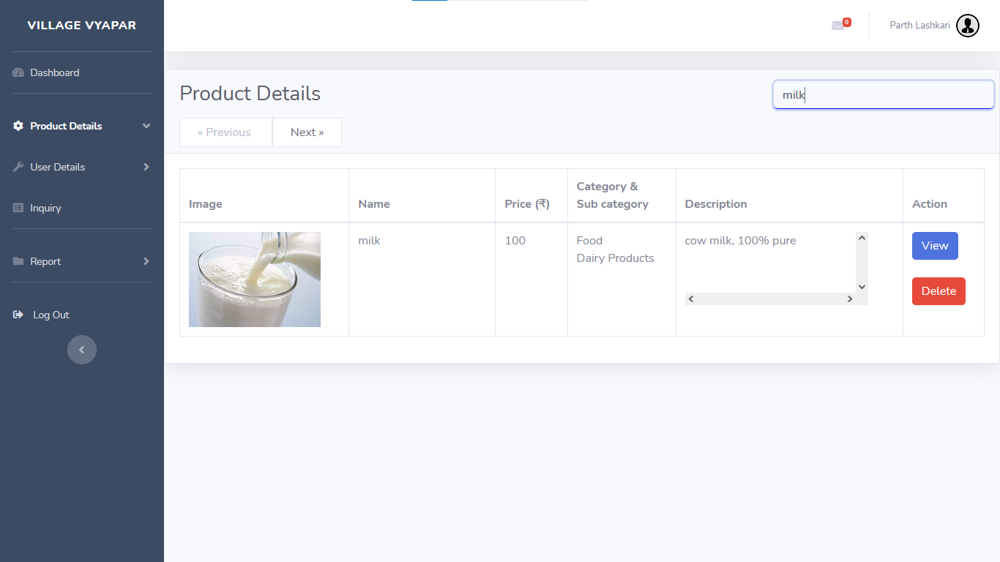 VILLAGE VYAPAR
Dashboard
Product Details
User Details
Inquiry
Report
Log Out
0
Parth Lashkari
Product Details
milk
« Previous
Next »
Image
Name
Price (₹)
Category &
Sub category
Description
Action
milk
100
Food
Dairy Products
cow milk, 100% pure
View
Delete